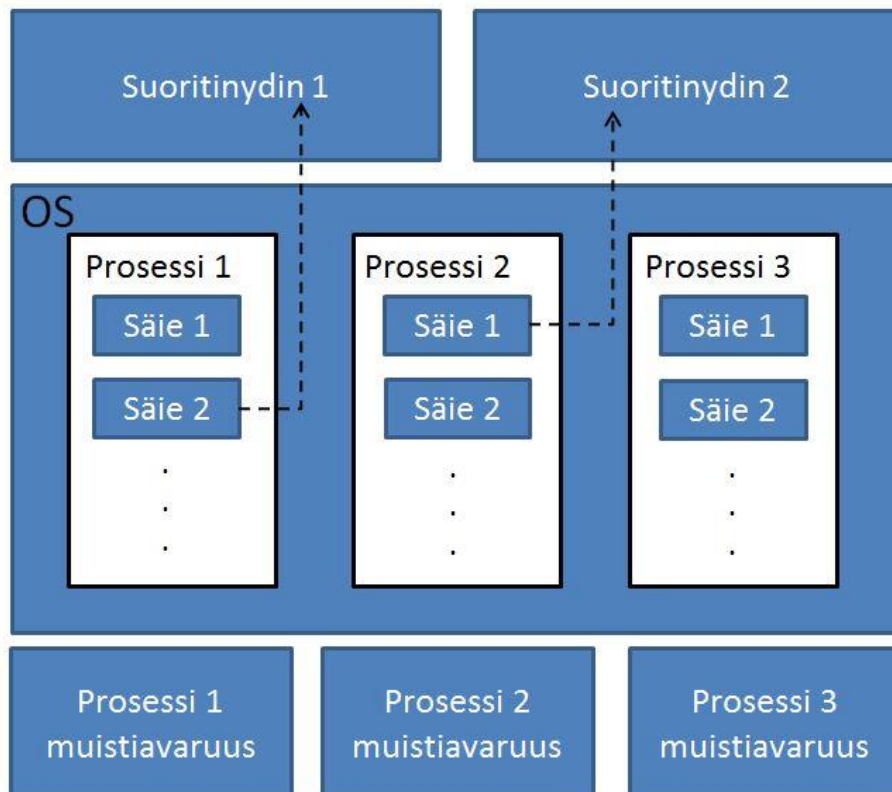 Suoritinydin 1
Suoritinydin 2
OS
Prosessi 1
Säie 1
Säie 2
.
.
.
Prosessi 2
Säie 1
Säie 2
.
.
.
Prosessi 3
Säie 1
Säie 2
.
.
.
Prosessi 1
muistiavaruus
Prosessi 2
muistiavaruus
Prosessi 3
muistiavaruus